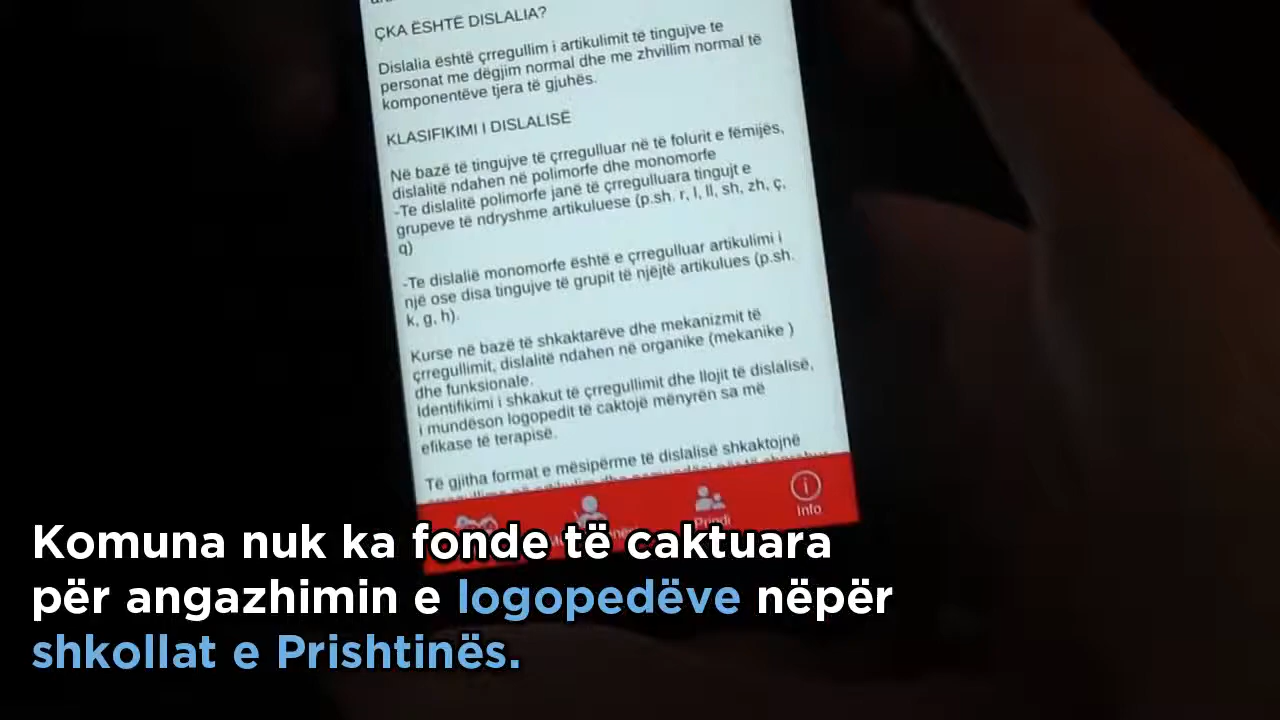 ÇKA ËSHTË DISLALIA?
Dislalia është çrregullim i artikulimit të tingujve te
personat me dëgjim normal dhe me zhvillim normal të
komponentëve tjera të gjuhës.
KLASIFIKIMI I DISLALISË
Në bazë të tingujve të çrregulluar në të folurit e fëmijës,
dislalitë ndahen në polimorfe dhe monomorfe
-Te dislalitë polimorfe janë të çrregulluara tingujt e
grupeve të ndryshme artikuluese (p.sh. r, l, ll, sh, zh, ç,
q)
-Te dislalië monomorfe është e çrregulluar artikulimi i
një ose disa tingujve të grupit të njëjtë artikulues (p.sh.
k, g, h).
Kurse në bazë të shkaktarëve dhe mekanizmit të
çrregullimit, dislalitë ndahen në organike (mekanike )
dhe funksionale.
Identifikimi i shkakut të çrregullimit dhe llojit të dislalisë,
i mundëson logopedit të caktojë mënyrën sa më
efikase të terapisë.
Të gjitha format e mësipërme të dislalisë shkaktojnë
Prindi
Info
Komuna nuk ka fonde të caktuara
për angazhimin e logopedëve nëpër
shkollat e Prishtinës.